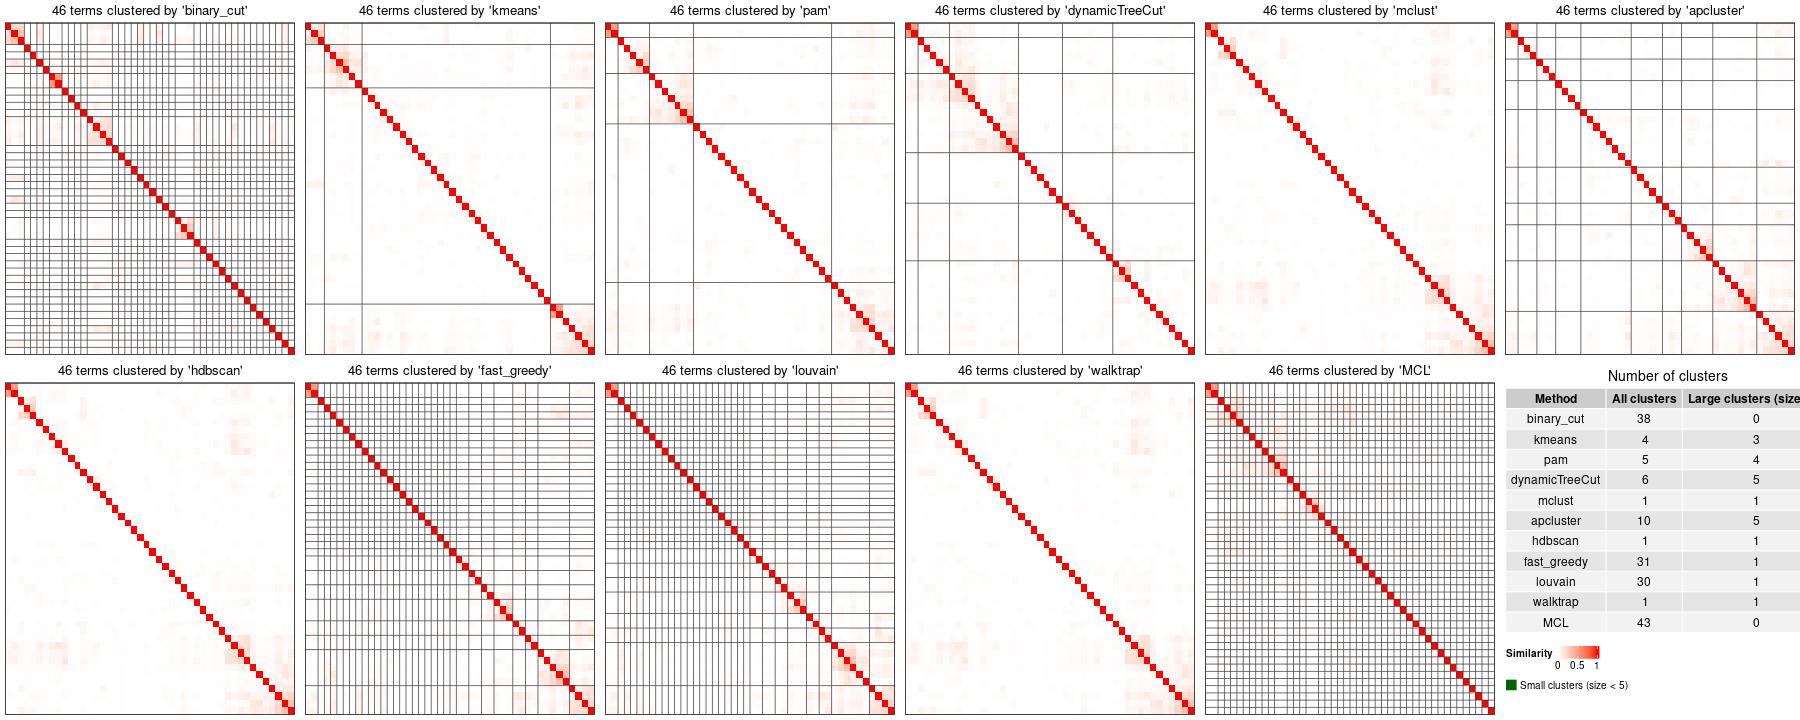 46 terms clustered by 'binary_cut'
46 terms clustered by 'kmeans'
46 terms clustered by 'pam'
46 terms clustered by 'dynamicTreeCut'
46 terms clustered by 'mclust'
46 terms clustered by 'apcluster'
46 terms clustered by 'hdbscan'
46 terms clustered by 'fast_greedy'
46 terms clustered by 'louvain'
46 terms clustered by 'walktrap'
46 terms clustered by 'MCL'
Number of clusters
Method All clusters Large clusters (size
binary_cut 38 0
kmeans 4 3
pam 5 4
dynamicTreeCut 6 5
mclust 1 1
apcluster 10 5
hdbscan 1 1
fast_greedy 31 1
louvain 30 1
walktrap 1 1
MCL 43 0
Similarity
0 0.5 1
Small clusters (size < 5)